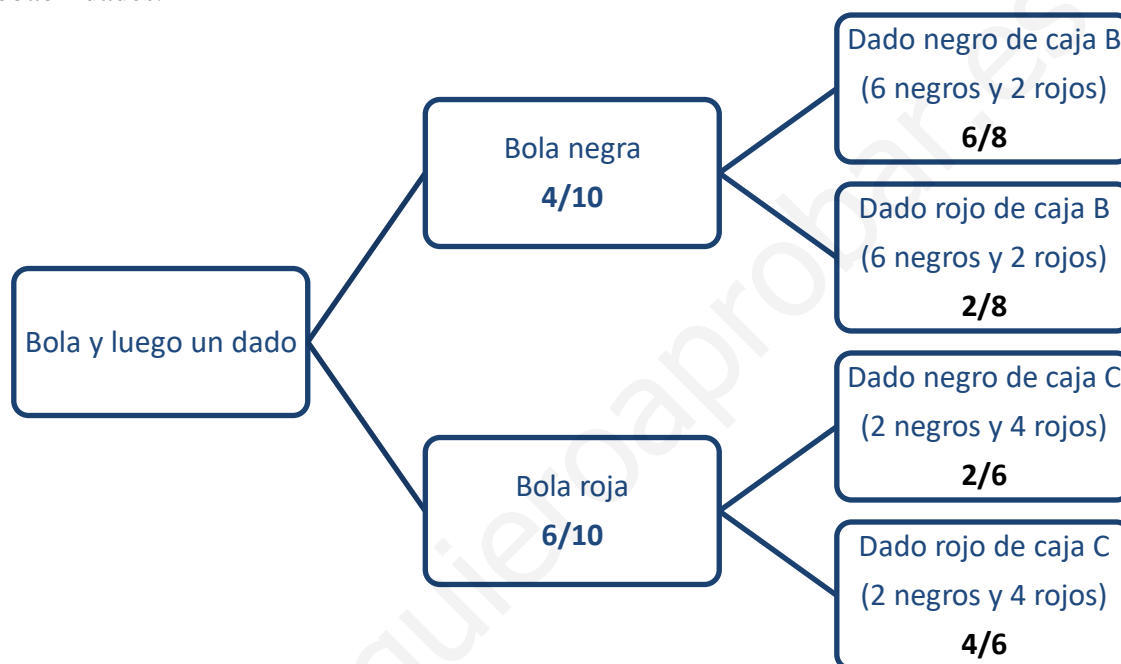 Dado negro de caja B
(6 negros y 2 rojos)
6/8
Bola negra
4/10
Dado rojo de caja B
(6 negros y 2 rojos)
2/8
Bola y luego un dado
Dado negro de caja C
(2 negros y 4 rojos)
2/6
Bola roja
6/10
Dado rojo de caja C
(2 negros y 4 rojos)
4/6
quieroaprobar.es